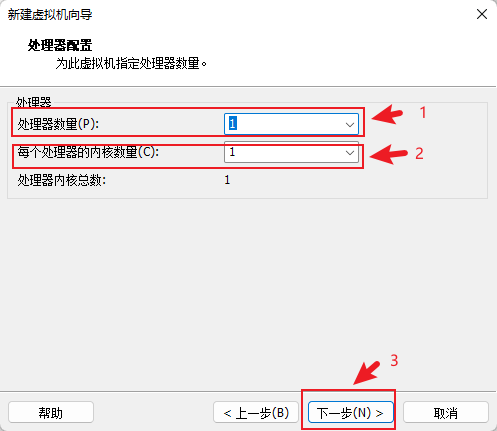 新建虚拟机向导
处理器配置
为此虚拟机指定处理器数量。
处理器
处理器数量(P):
1
1
每个处理器的内核数量(C):
1
2
处理器内核总数:
1
3
帮助
< 上一步(B)
下一步(N) >
取消